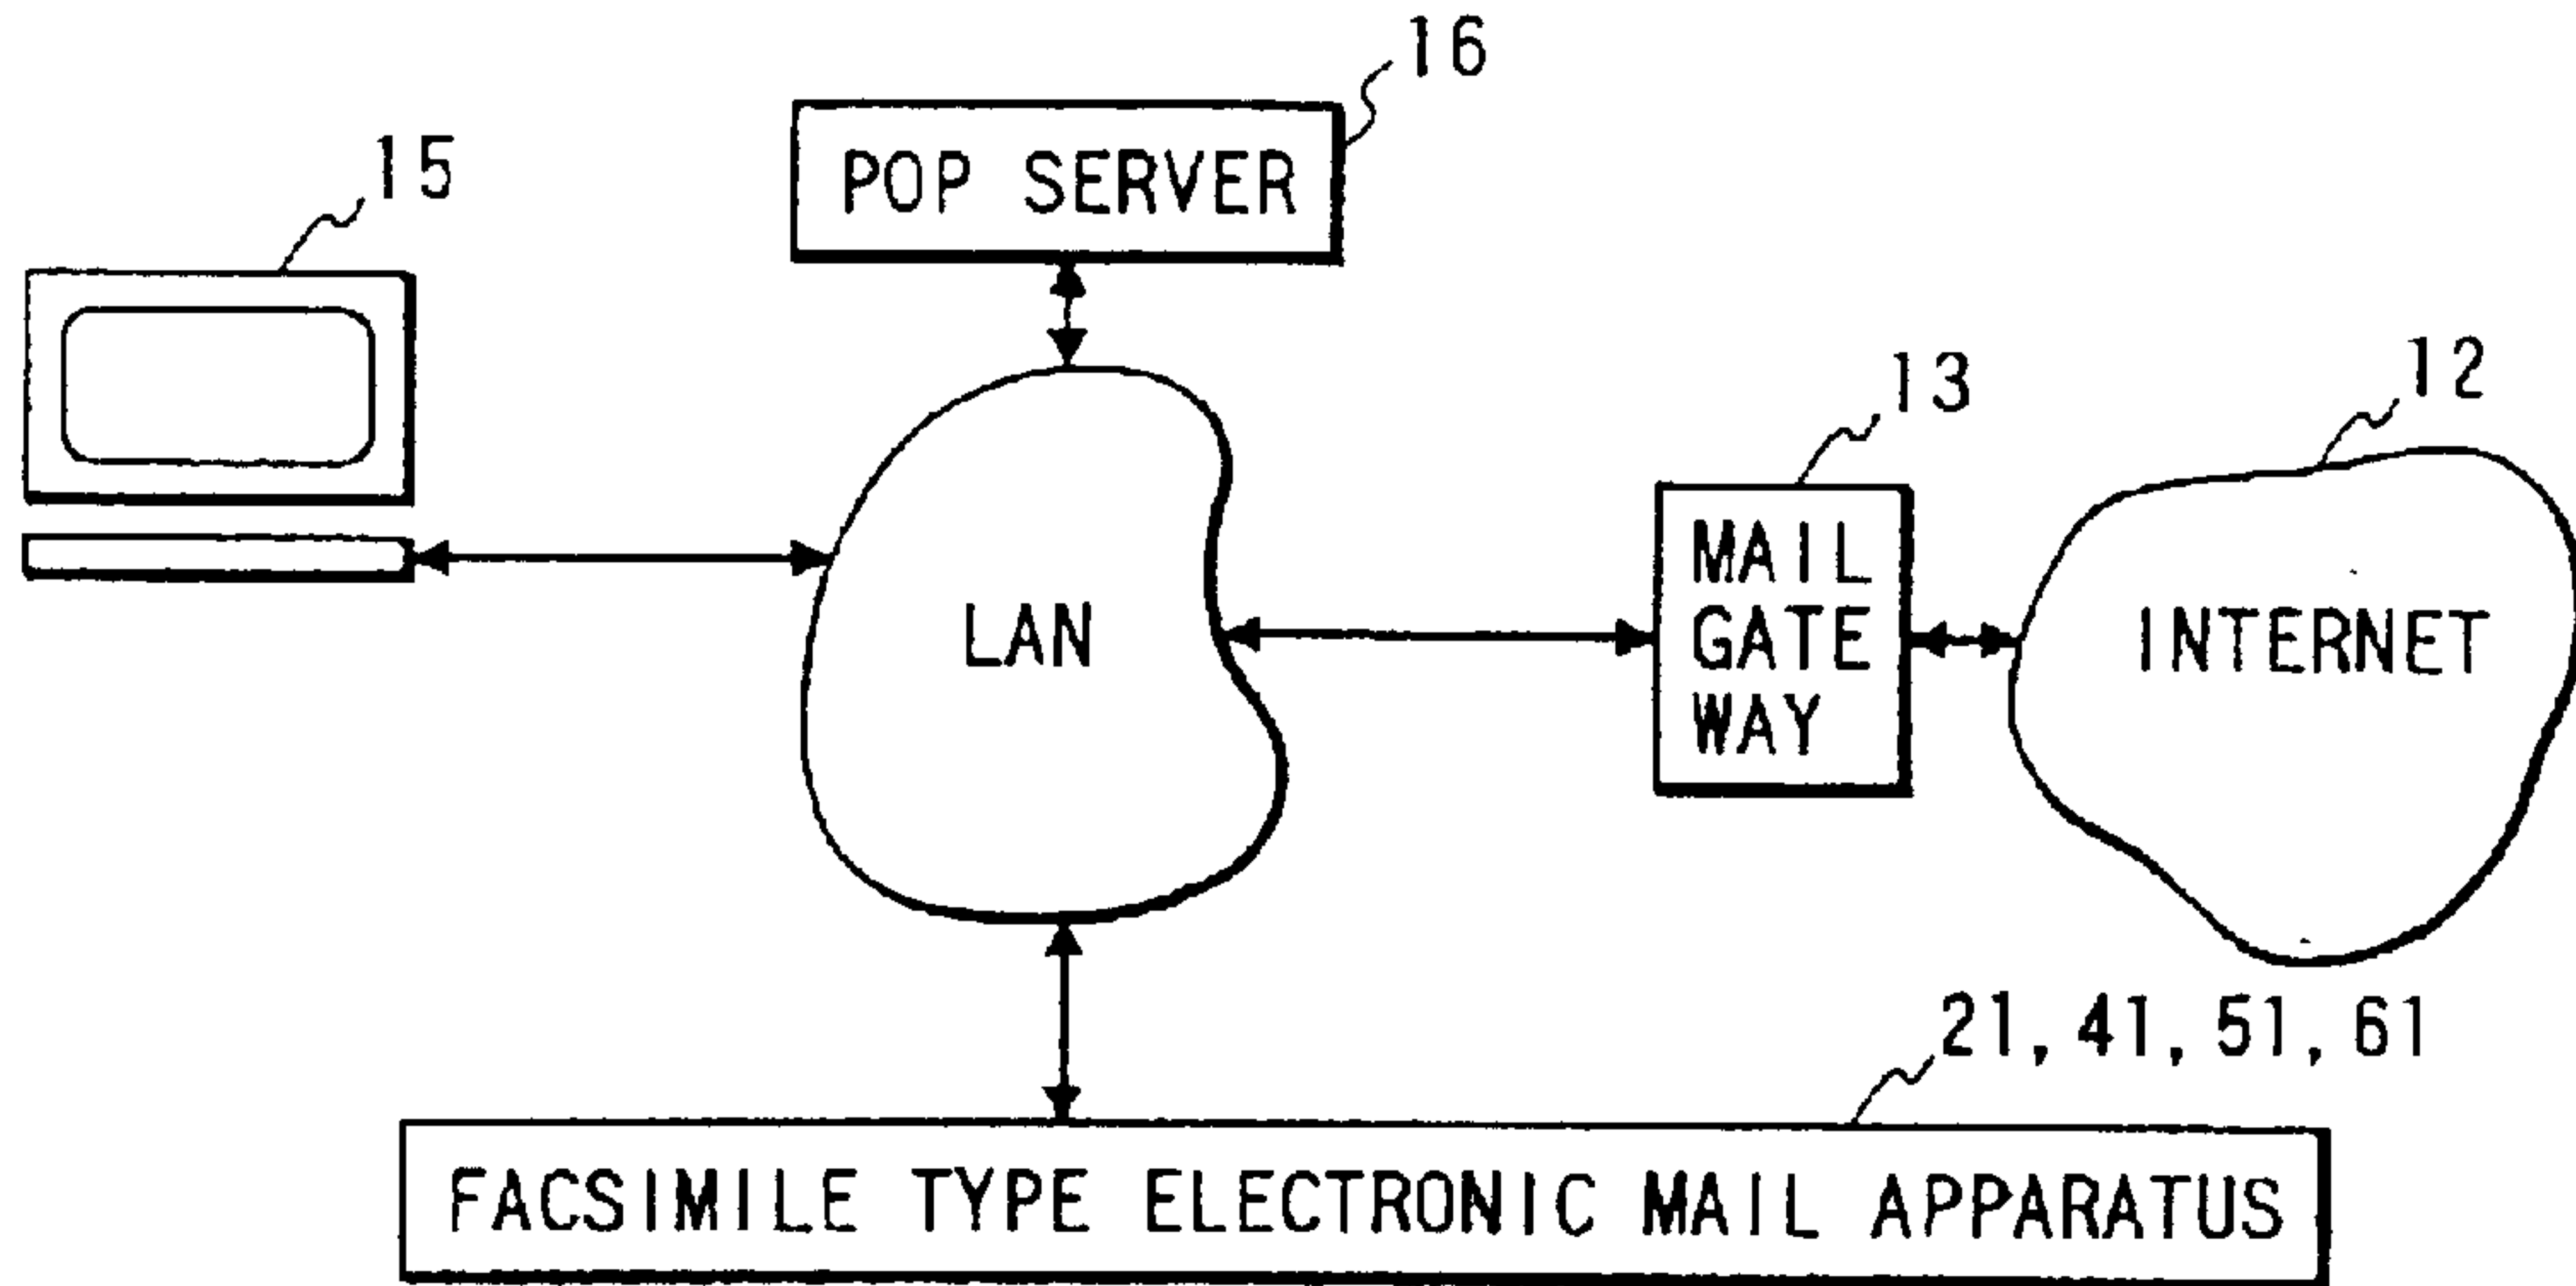 16
POP SERVER
15
13
12
MAIL
GATE
WAY
LAN
INTERNET
21, 41, 51, 61
FACSIMILE TYPE ELECTRONIC MAIL APPARATUS